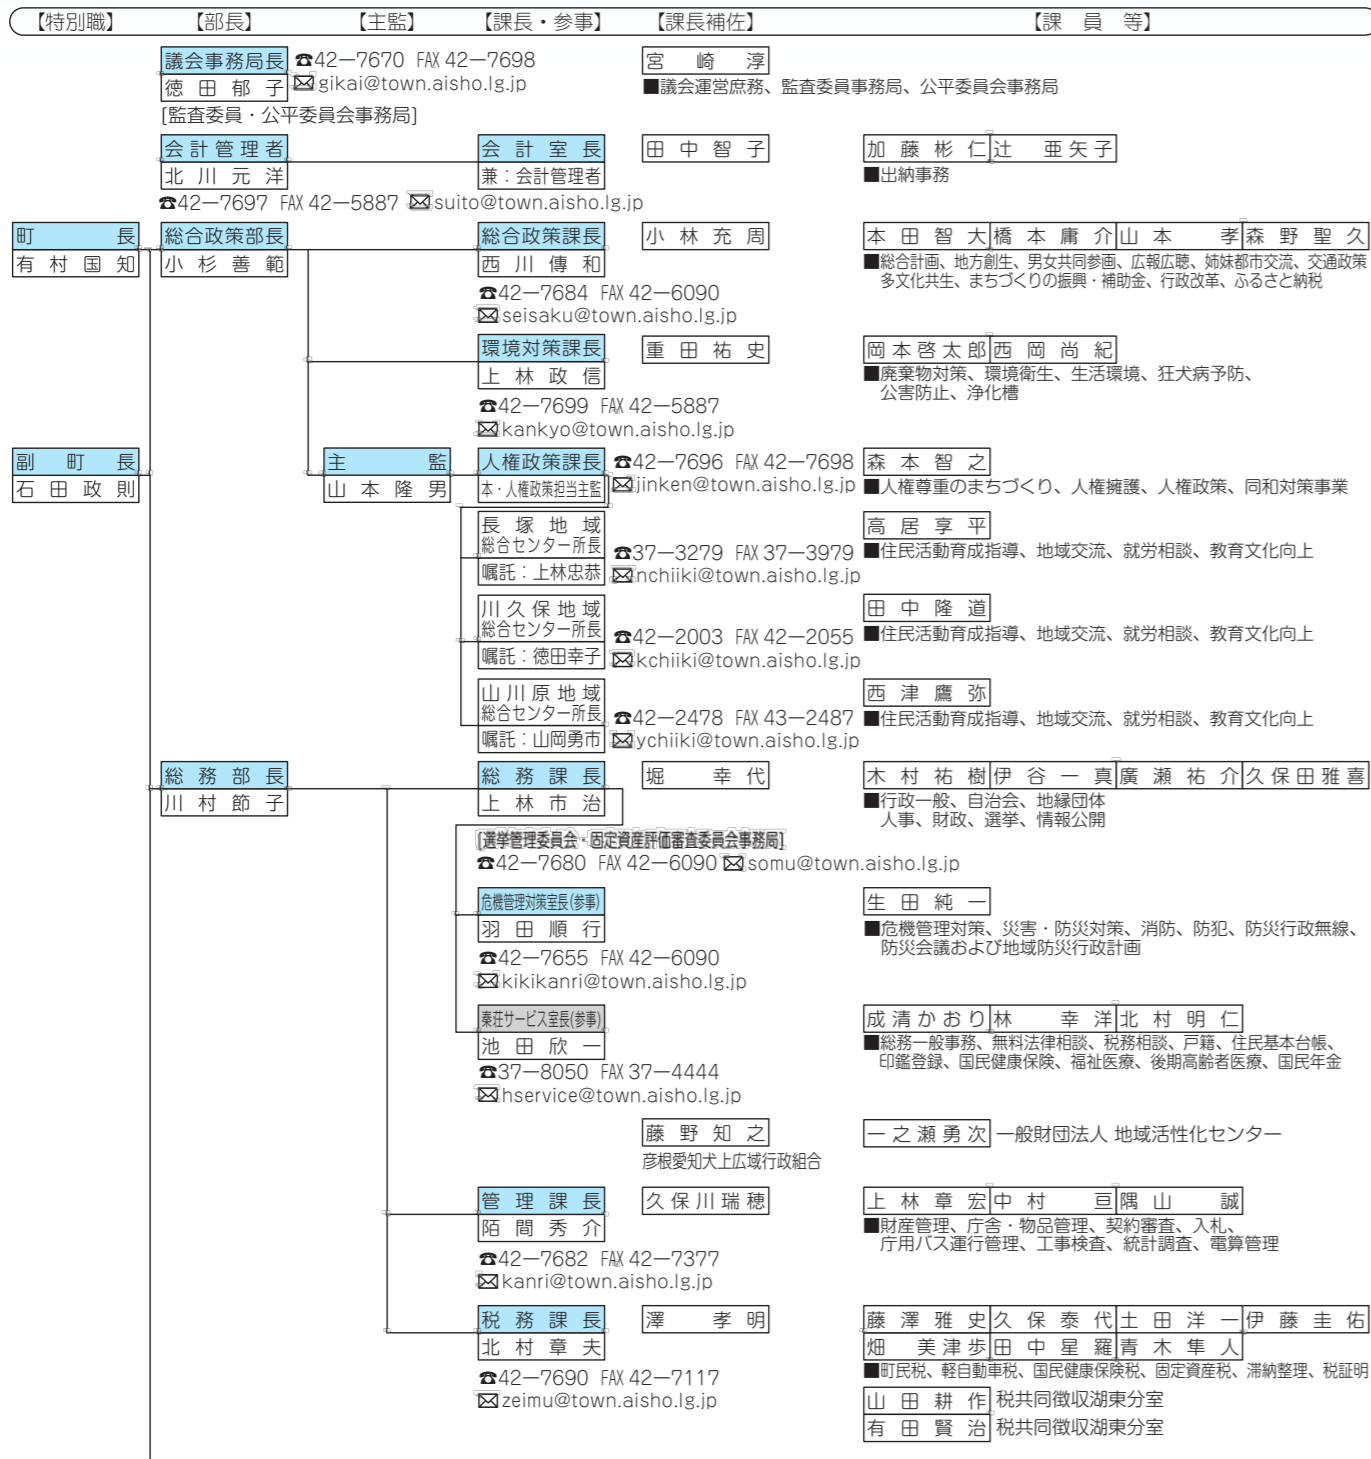 【特別職】 【部長】 【主監】 【課長・参事】 【課長補佐】 【課 員 等】
議会事務局長 ☎42―7670 FAX 42―7698 宮崎 淳
徳田郁子 ✉gikai@town.aisho.lg.jp ■議会運営庶務、監査委員事務局、公平委員会事務局
[監査委員・公平委員会事務局]
会計管理者 会計室長 田中智子 加藤彬仁 辻 亜矢子
北川元洋 兼：会計管理者 ■出納事務
☎42―7697 FAX 42―5887 ✉suito@town.aisho.lg.jp
町長 総合政策部長 総合政策課長 小林充周 本田智大 橋本庸介 山本 孝 森野聖久
有村国知 小杉善範 西川傳和 ■総合計画、地方創生、男女共同参画、広報広聴、姉妹都市交流、交通政策
多文化共生、まちづくりの振興・補助金、行政改革、ふるさと納税
☎42―7684 FAX 42―6090
✉seisaku@town.aisho.lg.jp
環境対策課長 重田祐史 岡本啓太郎 西岡尚紀
上林政信 ■廃棄物対策、環境衛生、生活環境、狂犬病予防、
公害防止、浄化槽
☎42―7699 FAX 42―5887
✉kankyo@town.aisho.lg.jp
副町長 主監 人権政策課長 ☎42―7696 FAX 42―7698 森本智之
石田政則 山本隆男 本・人権政策担当主監 ✉jinken@town.aisho.lg.jp ■人権尊重のまちづくり、人権擁護、人権政策、同和対策事業
長塚地域 高居享平
総合センター所長 ☎37―3279 FAX 37―3979 ■住民活動育成指導、地域交流、就労相談、教育文化向上
嘱託：上林忠恭 ✉nchiiki@town.aisho.lg.jp
川久保地域 田中隆道
総合センター所長 ☎42―2003 FAX 42―2055 ■住民活動育成指導、地域交流、就労相談、教育文化向上
嘱託：徳田幸子 ✉kchiiki@town.aisho.lg.jp
山川原地域 西津鷹弥
総合センター所長 ☎42―2478 FAX 43―2487 ■住民活動育成指導、地域交流、就労相談、教育文化向上
嘱託：山岡勇市 ✉ychiiki@town.aisho.lg.jp
総務部長 総務課長 堀 幸代 木村祐樹 伊谷一真 廣瀬祐介 久保田雅喜
川村節子 上林市治 ■行政一般、自治会、地縁団体
人事、財政、選挙、情報公開
[選挙管理委員会・固定資産評価審査委員会事務局]
☎42―7680 FAX 42―6090 ✉somu@town.aisho.lg.jp
危機管理対策室長(参事) 生田純一
羽田順行 ■危機管理対策、災害・防災対策、消防、防犯、防災行政無線、
防災会議および地域防災行政計画
☎42―7655 FAX 42―6090
✉kikikanri@town.aisho.lg.jp
秦荘サービス室長(参事) 成清かおり 林 幸洋 北村明仁
池田欣一 ■総務一般事務、無料法律相談、税務相談、戸籍、住民基本台帳、
印鑑登録、国民健康保険、福祉医療、後期高齢者医療、国民年金
☎37―8050 FAX 37―4444
✉hservice@town.aisho.lg.jp
藤野知之 一之瀬勇次 一般財団法人 地域活性化センター
彦根愛知犬上広域行政組合
管理課長 久保川瑞穂 上林章宏 中村 亘 隅山 誠
陌間秀介 ■財産管理、庁舎・物品管理、契約審査、入札、
庁用バス運行管理、工事検査、統計調査、電算管理
☎42―7682 FAX 42―7377
✉kanri@town.aisho.lg.jp
税務課長 澤 孝明 藤澤雅史 久保泰代 土田洋一 伊藤圭佑
北村章夫 畑 美津歩 田中星羅 青木隼人
■町民税、軽自動車税、国民健康保険税、固定資産税、滞納整理、税証明
☎42―7690 FAX 42―7117
✉zeimu@town.aisho.lg.jp
山田耕作 税共同徴収湖東分室
有田賢治 税共同徴収湖東分室